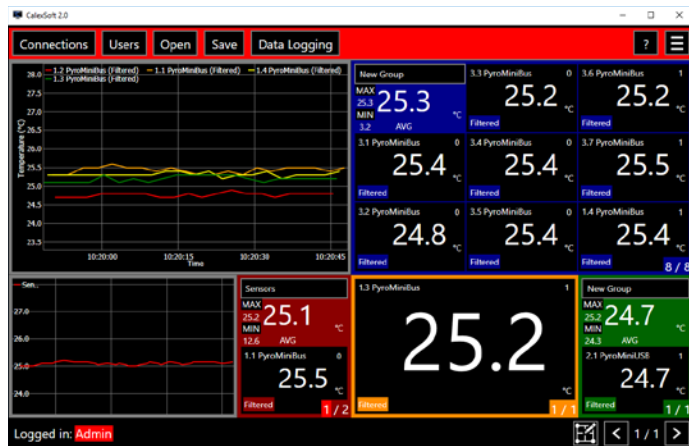 CalexSoft 2.0
Connections Users Open Save Data Logging ?
1.2 PyroMiniBus (Filtered) 1.1 PyroMiniBus (Filtered) 1.4 PyroMiniBus (Filtered)
1.3 PyroMiniBus (Filtered)
Temperature (°C)
28.0
27.5
27.0
26.5
26.0
25.5
25.0
24.5
24.0
23.5
10:20:00 10:20:15 10:20:30 10:20:45
Time
New Group
MAX
25.3
MIN
3.2
25.3 °C
AVG
3.3 PyroMiniBus 0
25.2 °C
Filtered
3.6 PyroMiniBus 1
25.2 °C
Filtered
3.1 PyroMiniBus 0
25.4 °C
Filtered
3.4 PyroMiniBus 0
25.4 °C
Filtered
3.7 PyroMiniBus 1
25.5 °C
Filtered
3.2 PyroMiniBus 0
24.8 °C
Filtered
3.5 PyroMiniBus 0
25.4 °C
Filtered
1.4 PyroMiniBus 1
25.4 °C
Filtered
8 / 8
Sen..
27.0
26.0
25.0
24.0
Sensors
MAX
25.2
MIN
12.6
25.1 °C
AVG
1.1 PyroMiniBus 0
25.5 °C
Filtered
1 / 2
1.3 PyroMiniBus 1
25.2 °C
Filtered
1 / 1
New Group
MAX
25.2
MIN
24.3
24.7 °C
AVG
2.1 PyroMiniUSB 1
24.7 °C
Filtered
1 / 1
Logged in: Admin
< 1 / 1 >